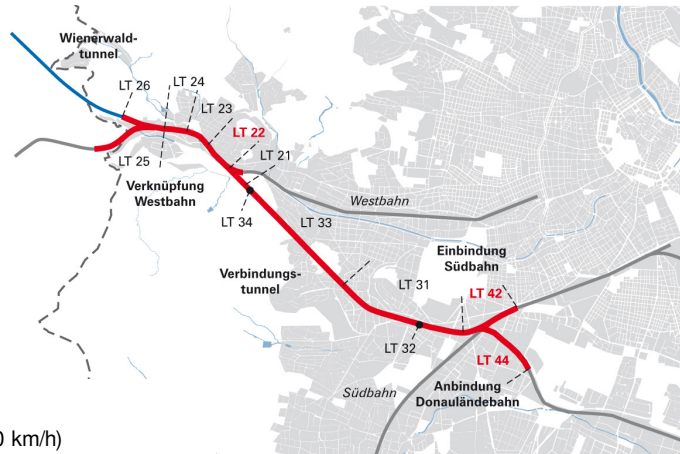 Wienerwald-
tunnel
LT 24
LT 26
LT 23
LT 22
LT 21
LT 25
Verknüpfung
Westbahn
Westbahn
LT 34
LT 33
Einbindung
Südbahn
Verbindungs-
tunnel
LT 31
LT 42
LT 32
LT 44
Südbahn
Anbindung
Donauländebahn
0 km/h)